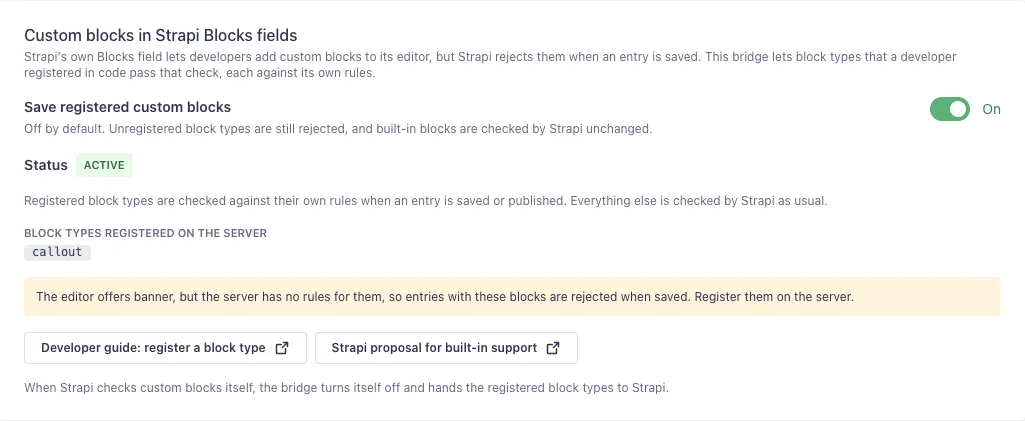 Custom blocks in Strapi Blocks fields
Strapi's own Blocks field lets developers add custom blocks to its editor, but Strapi rejects them when an entry is saved. This bridge lets block types that a developer
registered in code pass that check, each against its own rules.
Save registered custom blocks
On
Off by default. Unregistered block types are still rejected, and built-in blocks are checked by Strapi unchanged.
Status ACTIVE
Registered block types are checked against their own rules when an entry is saved or published. Everything else is checked by Strapi as usual.
BLOCK TYPES REGISTERED ON THE SERVER
callout
The editor offers banner, but the server has no rules for them, so entries with these blocks are rejected when saved. Register them on the server.
Developer guide: register a block type
Strapi proposal for built-in support
When Strapi checks custom blocks itself, the bridge turns itself off and hands the registered block types to Strapi.